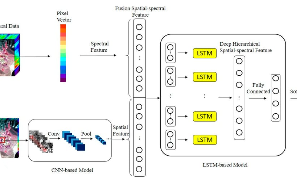 Fusion Spatial-spectral
Feature
Pixel
Vector
Data
Spectral
Feature
LSTM
LSTM
LSTM
LSTM
Deep Hierarchical
Spatial-spectral Feature
Fully
Connected
Conv
Pool
Spatial
Feature
CNN-based Model
LSTM-based Model